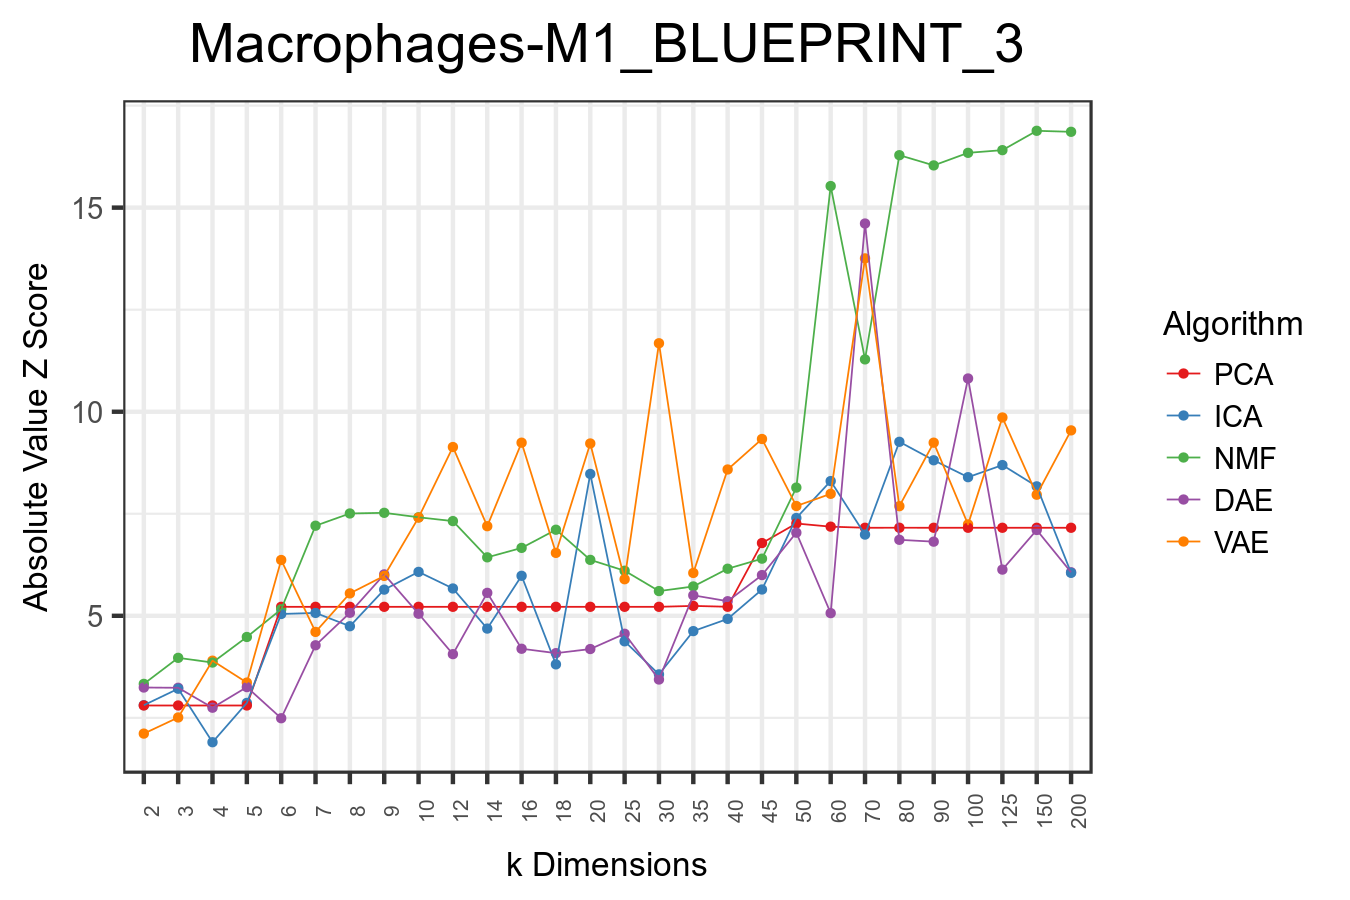 Macrophages-M1_BLUEPRINT_3
Absolute Value Z Score
15
10
5
2 3 4 5 6 7 8 9 10 12 14 16 18 20 25 30 35 40 45 50 60 70 80 90 100 125 150 200
k Dimensions
Algorithm
PCA
ICA
NMF
DAE
VAE